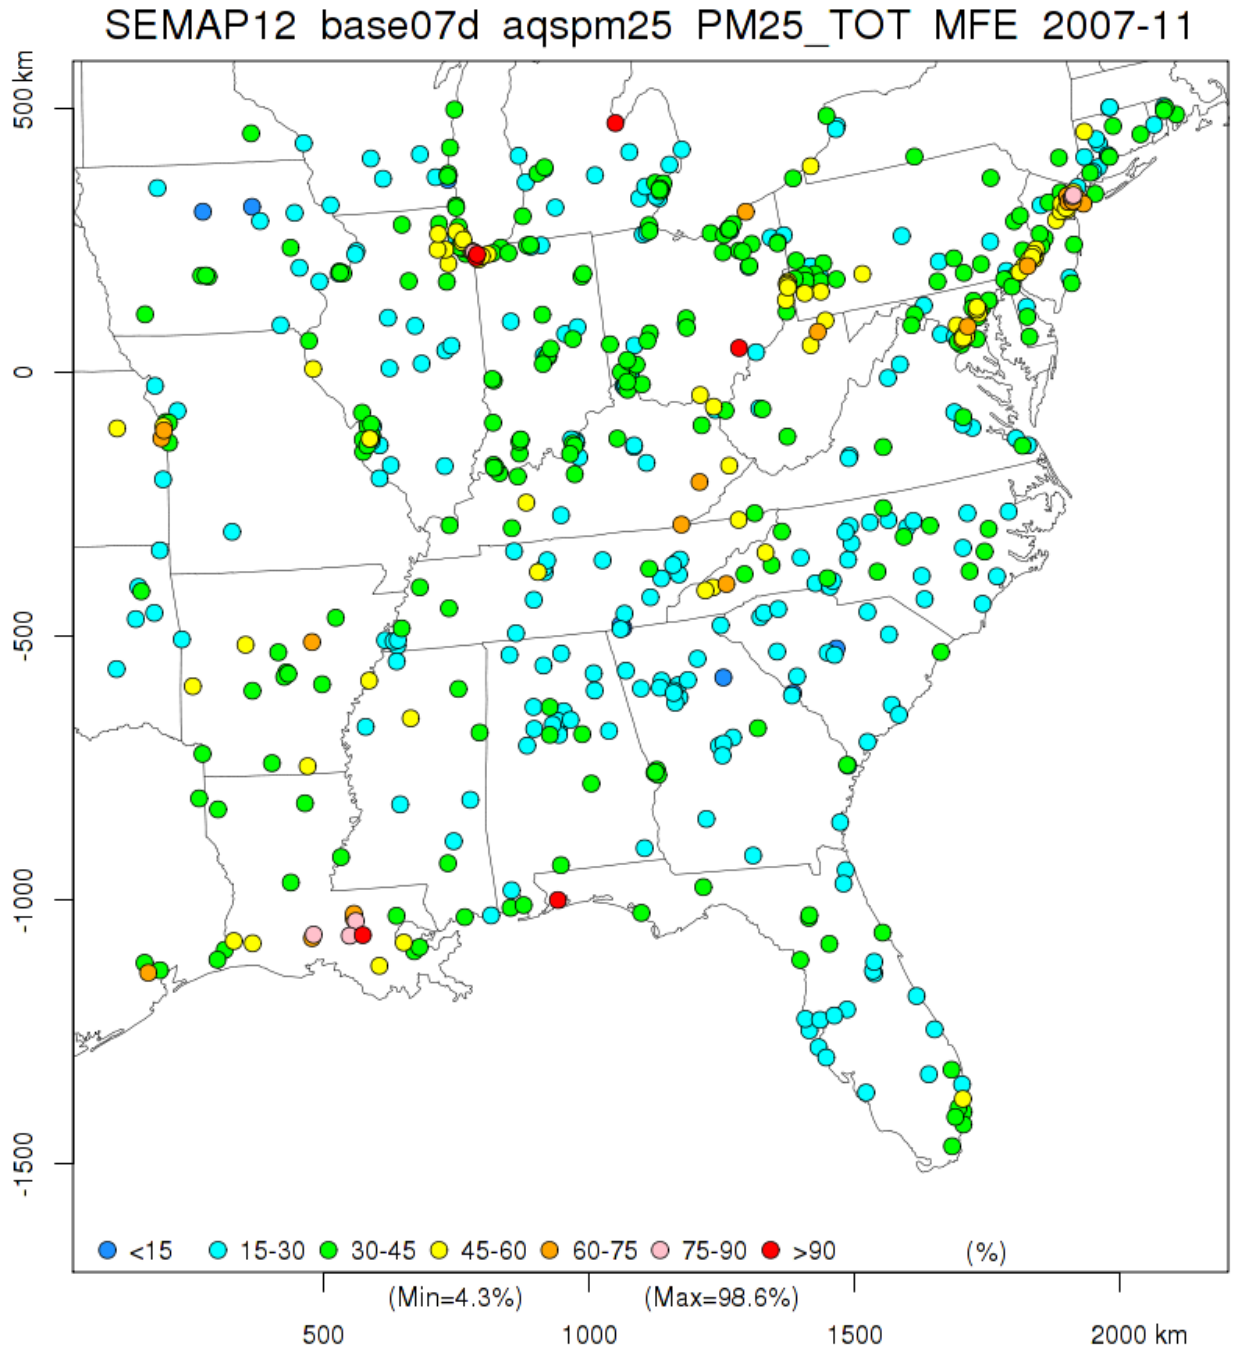 SEMAP12 base07d aqspm25 PM25_TOT MFE 2007-11
500 km
0
-500
-1000
-1500
<15 15-30 30-45 45-60 60-75 75-90 >90 (%)
(Min=4.3%) (Max=98.6%)
500 1000 1500 2000 km